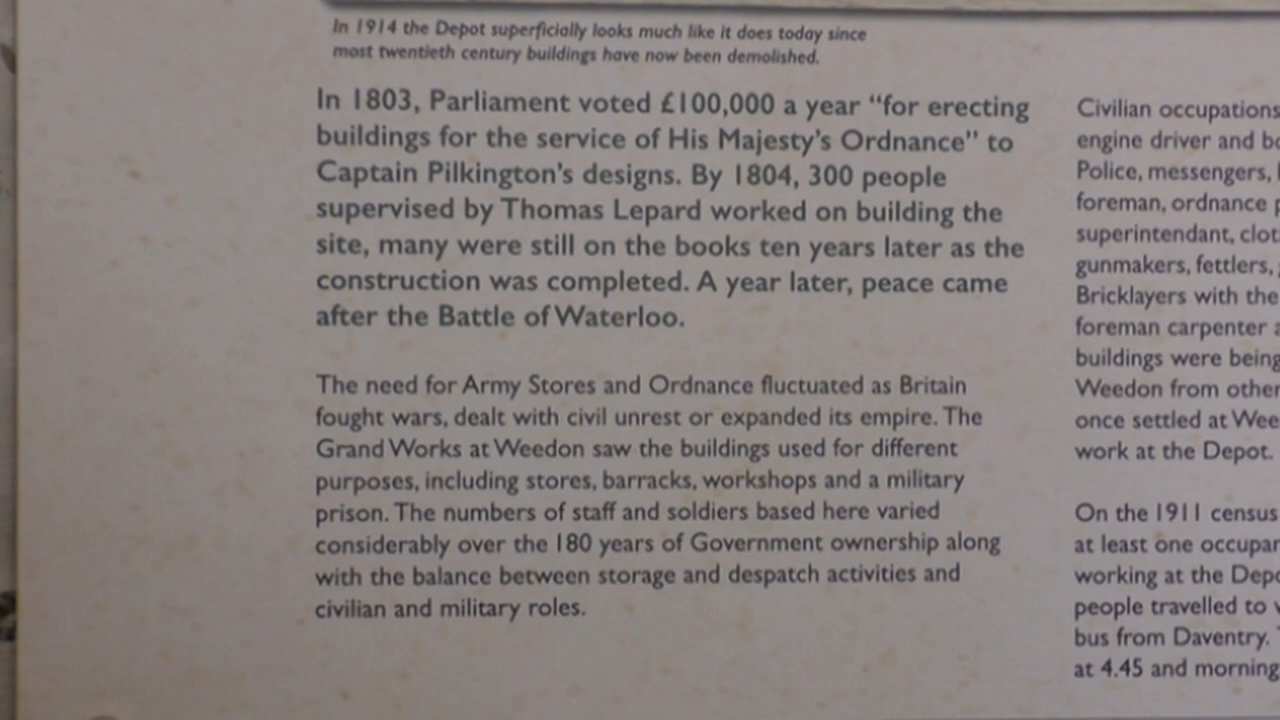 In 1914 the Depot superficially looks much like it does today since
most twentieth century buildings have now been demolished.
In 1803, Parliament voted £100,000 a year “for erecting
buildings for the service of His Majesty’s Ordnance” to
Captain Pilkington’s designs. By 1804, 300 people
supervised by Thomas Lepard worked on building the
site, many were still on the books ten years later as the
construction was completed. A year later, peace came
after the Battle of Waterloo.
The need for Army Stores and Ordnance fluctuated as Britain
fought wars, dealt with civil unrest or expanded its empire. The
Grand Works at Weedon saw the buildings used for different
purposes, including stores, barracks, workshops and a military
prison. The numbers of staff and soldiers based here varied
considerably over the 180 years of Government ownership along
with the balance between storage and despatch activities and
civilian and military roles.
Civilian occupations
engine driver and
Police, messengers,
foreman, ordnance
superintendant,
gunmakers, fettlers,
Bricklayers with the
foreman carpenter
buildings were being
Weedon from other
once settled at
work at the Depot.
On the 1911 census
at least one
working at the
people travelled to
bus from Daventry.
at 4.45 and morning